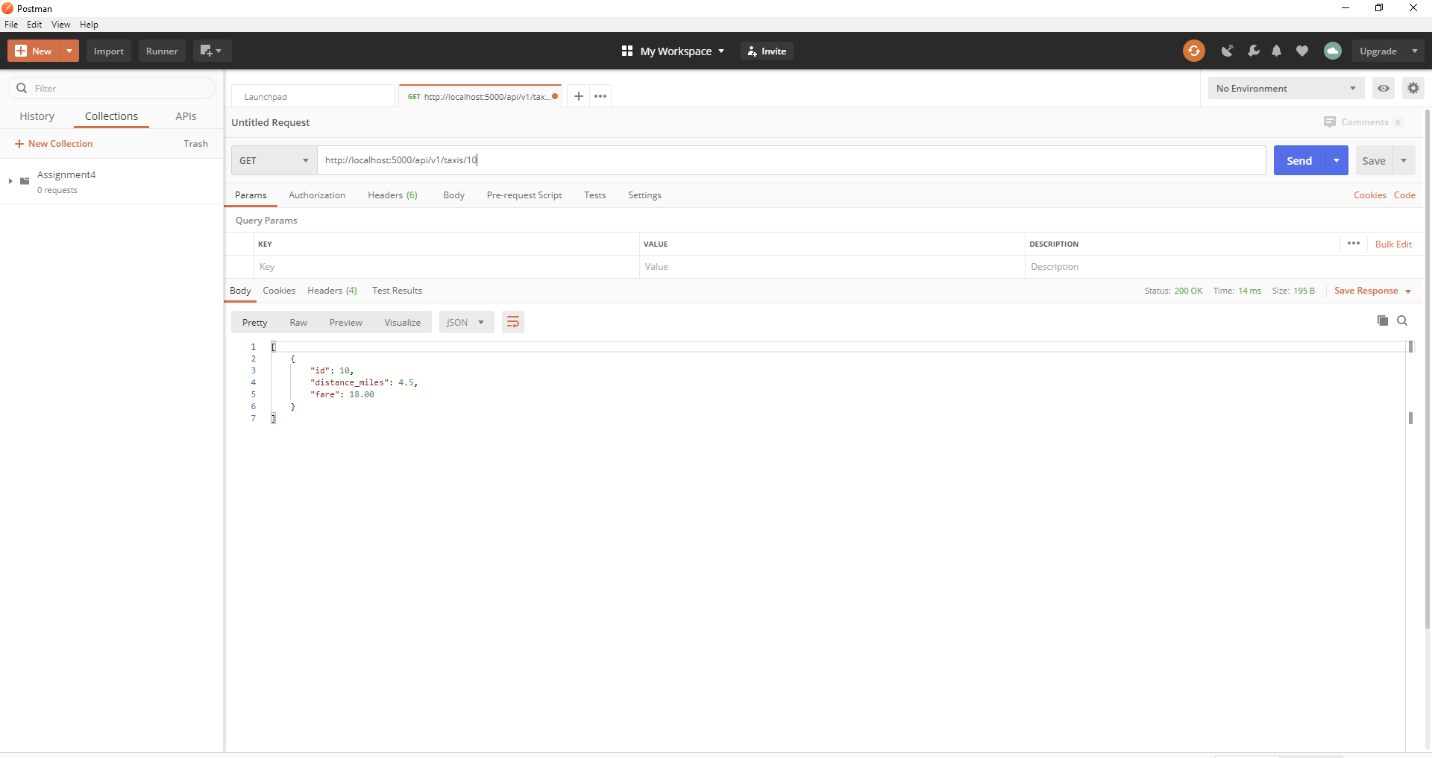 Postman
File Edit View Help
New Import Runner My Workspace Invite Upgrade
Filter
History Collections APIs
New Collection Trash
Assignment4
0 requests
Launchpad GET http://localhost:5000/api/v1/tax... No Environment
Untitled Request Comments 0
GET http://localhost:5000/api/v1/taxis/10 Send Save
Params Authorization Headers (6) Body Pre-request Script Tests Settings Cookies Code
Query Params
KEY VALUE DESCRIPTION Bulk Edit
Key Value Description
Body Cookies Headers (4) Test Results Status: 200 OK Time: 14 ms Size: 195 B Save Response
Pretty Raw Preview Visualize JSON
1 [
2 {
3 "id": 10,
4 "distance_miles": 4.5,
5 "fare": 18.00
6 }
7 ]